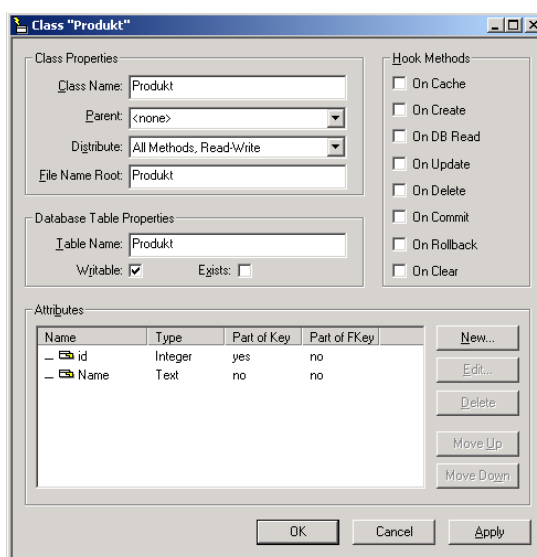 Class "Produkt"
Class Properties
Class Name: Produkt
Parent: <none>
Distribute: All Methods, Read-Write
File Name Root: Produkt
Database Table Properties
Table Name: Produkt
Writable: Exists:
Hook Methods
On Cache
On Create
On DB Read
On Update
On Delete
On Commit
On Rollback
On Clear
Attributes
Name Type Part of Key Part of FKey
id Integer yes no
Name Text no no
New...
Edit...
Delete
Move Up
Move Down
OK Cancel Apply